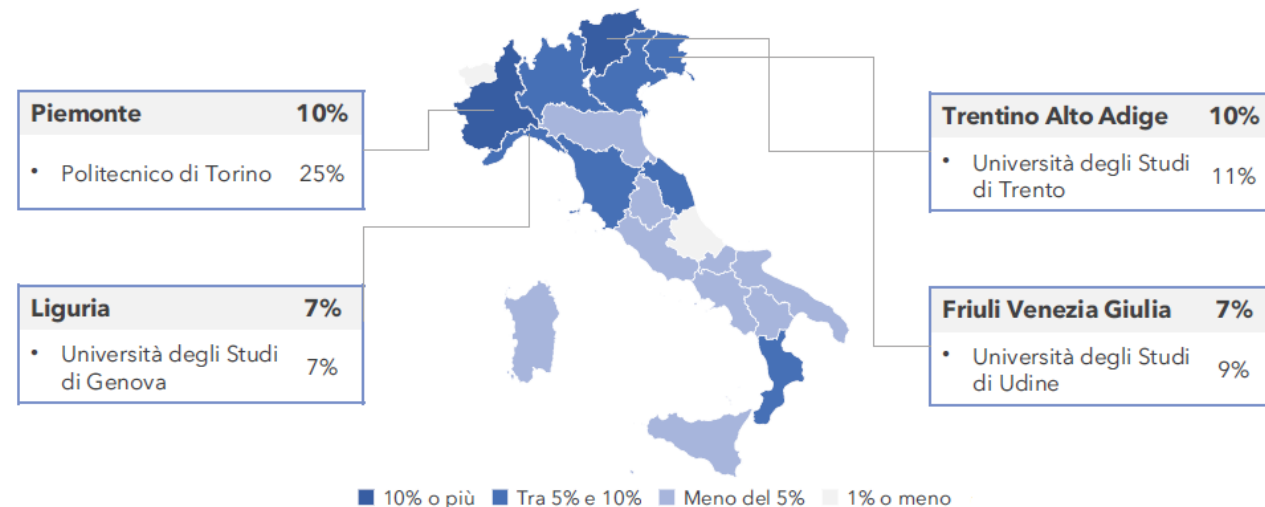 Piemonte 10%
• Politecnico di Torino 25%
Liguria 7%
• Università degli Studi
di Genova 7%
Trentino Alto Adige 10%
• Università degli Studi
di Trento 11%
Friuli Venezia Giulia 7%
• Università degli Studi
di Udine 9%
10% o più Tra 5% e 10% Meno del 5% 1% o meno